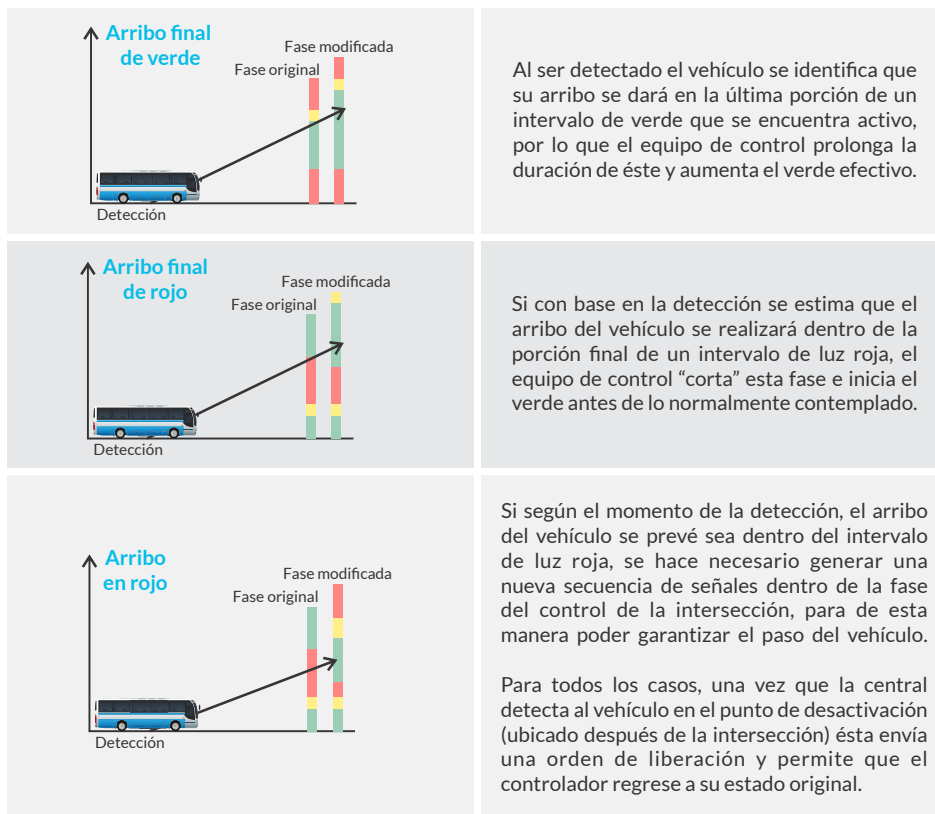 Arribo final
de verde
Fase modificada
Fase original
Detección
Al ser detectado el vehículo se identifica que
su arribo se dará en la última porción de un
intervalo de verde que se encuentra activo,
por lo que el equipo de control prolonga la
duración de éste y aumenta el verde efectivo.
Arribo final
de rojo
Fase modificada
Fase original
Detección
Si con base en la detección se estima que el
arribo del vehículo se realizará dentro de la
porción final de un intervalo de luz roja, el
equipo de control “corta” esta fase e inicia el
verde antes de lo normalmente contemplado.
Arribo
en rojo
Fase modificada
Fase original
Detección
Si según el momento de la detección, el arribo
del vehículo se prevé sea dentro del intervalo
de luz roja, se hace necesario generar una
nueva secuencia de señales dentro de la fase
del control de la intersección, para de esta
manera poder garantizar el paso del vehículo.
Para todos los casos, una vez que la central
detecta al vehículo en el punto de desactivación
(ubicado después de la intersección) ésta envía
una orden de liberación y permite que el
controlador regrese a su estado original.